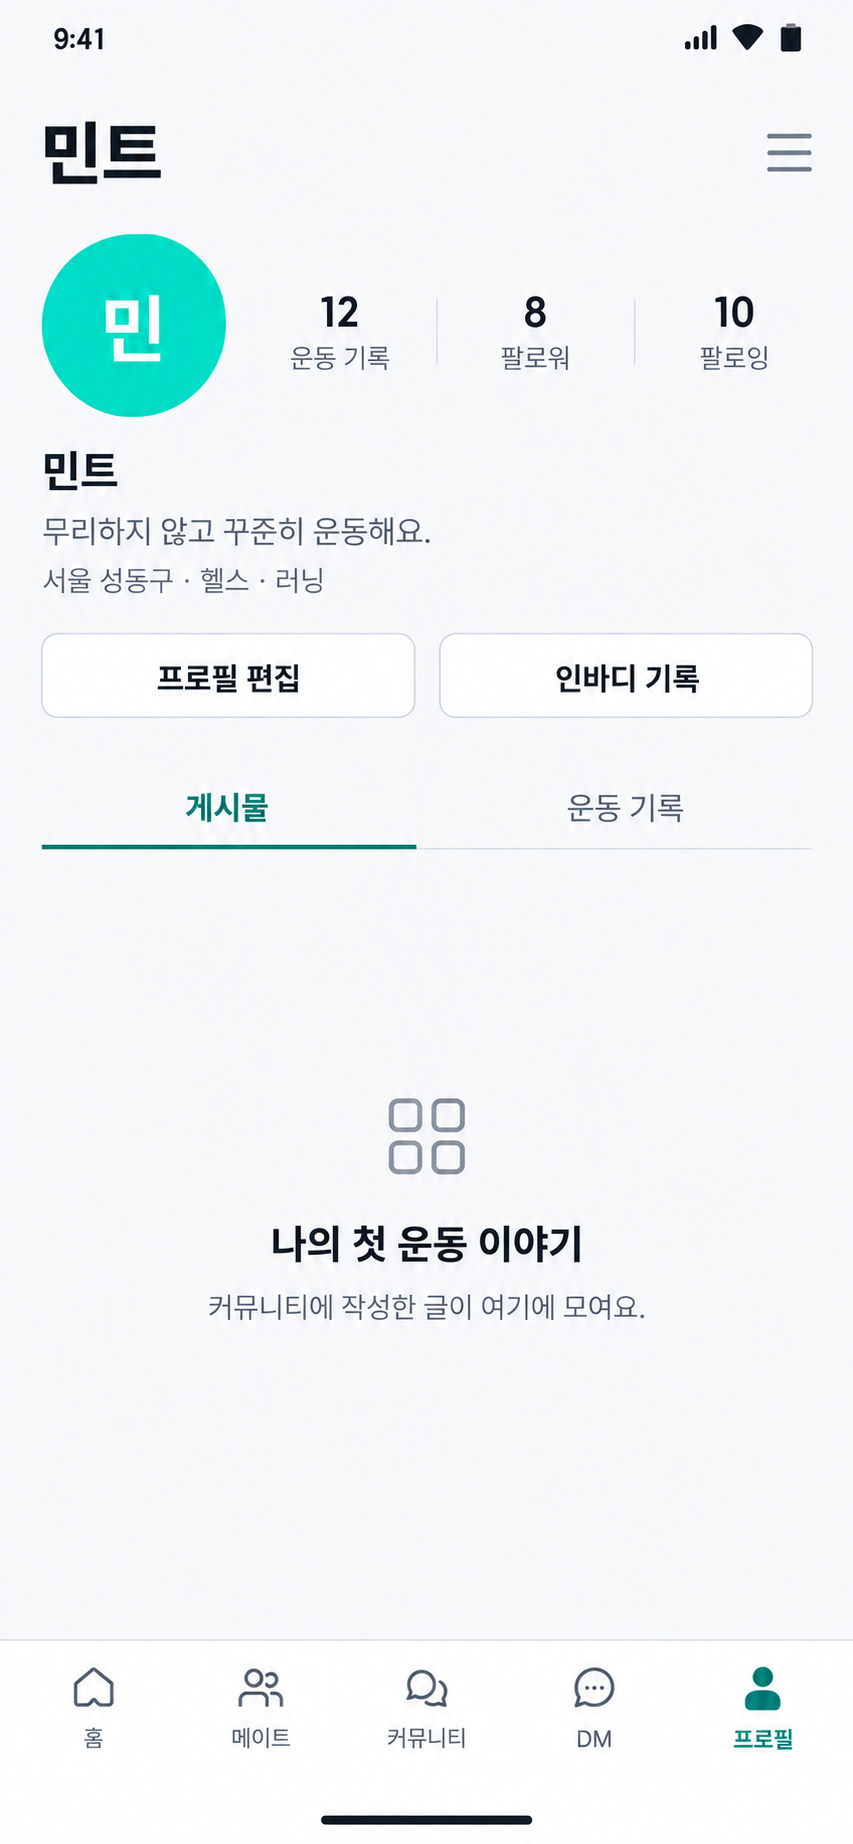 9:41
민트
민
12
운동 기록
8
팔로워
10
팔로잉
민트
무리하지 않고 꾸준히 운동해요.
서울 성동구 · 헬스 · 러닝
프로필 편집
인바디 기록
게시물
운동 기록
나의 첫 운동 이야기
커뮤니티에 작성한 글이 여기에 모여요.
홈
메이트
커뮤니티
DM
프로필